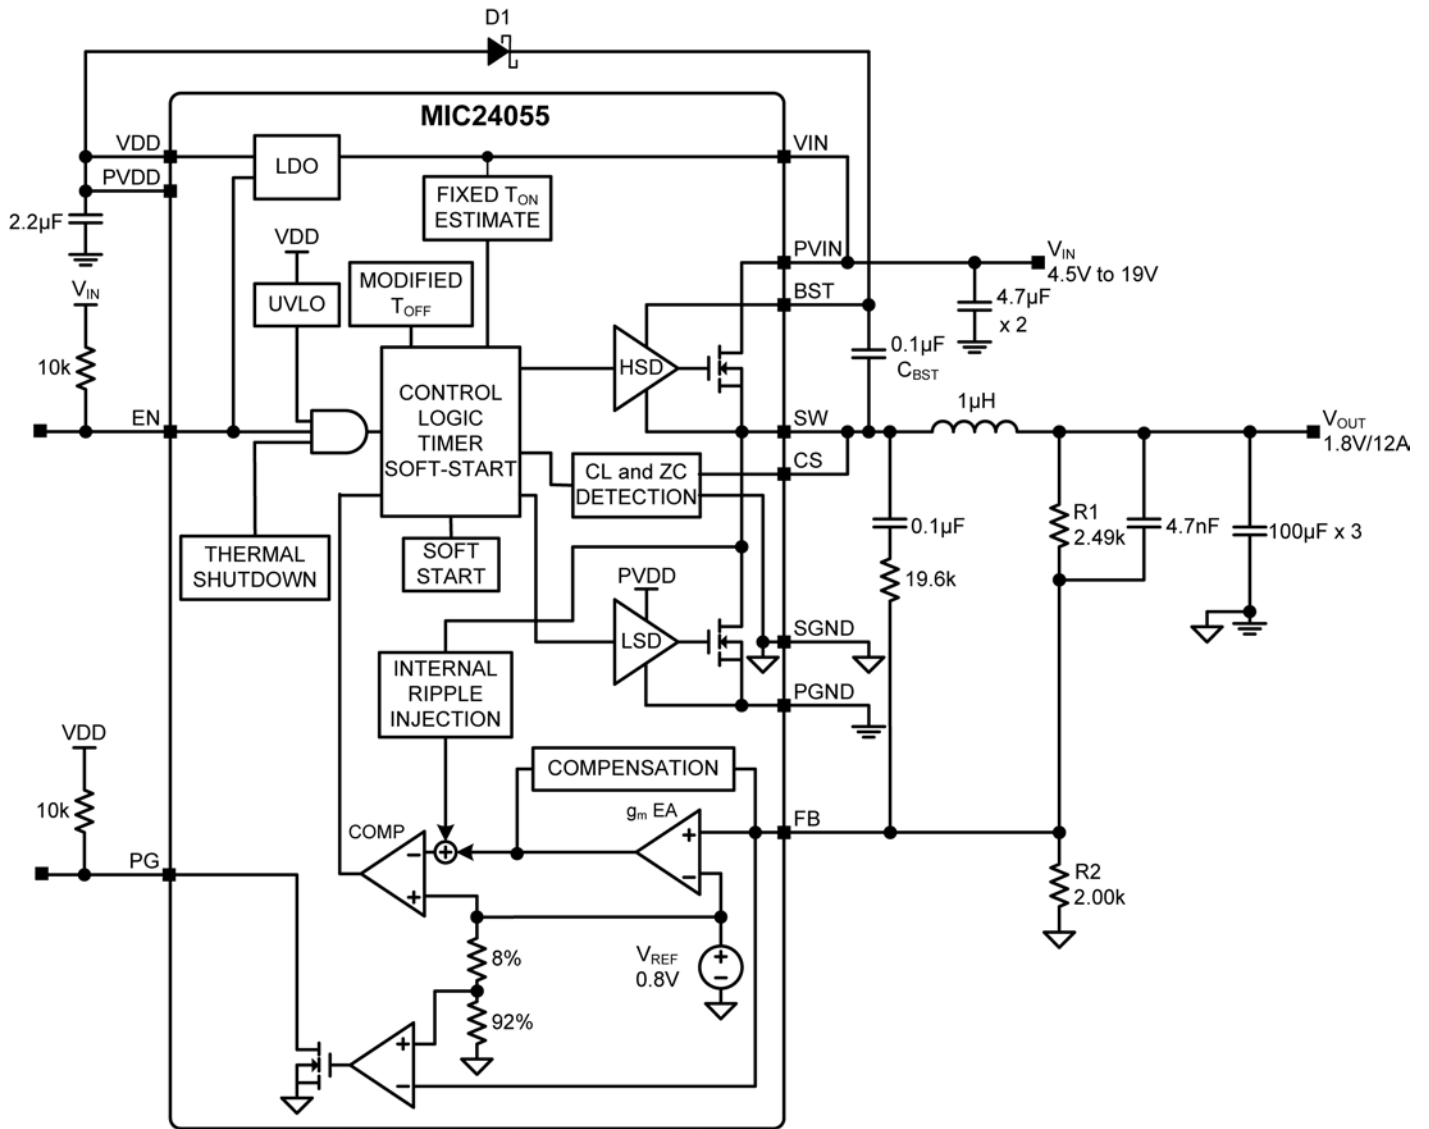 D1
MIC24055
VDD
LDO
VIN
PVDD
FIXED TON
ESTIMATE
2.2µF
VDD
PVIN
VIN
4.5V to 19V
VIN
UVLO
MODIFIED
TOFF
BST
4.7µF
x 2
10k
HSD
0.1µF
CBST
CONTROL
LOGIC
TIMER
SOFT-START
1µH
EN
SW
VOUT
1.8V/12A
CS
CL and ZC
DETECTION
R1
2.49k
0.1µF
4.7nF
100µF x 3
THERMAL
SHUTDOWN
SOFT
START
PVDD
19.6k
LSD
SGND
INTERNAL
RIPPLE
INJECTION
PGND
VDD
COMPENSATION
10k
COMP
gm EA
FB
+
−
+
−
+
PG
R2
2.00k
8%
VREF
0.8V
+
−
92%
+
−